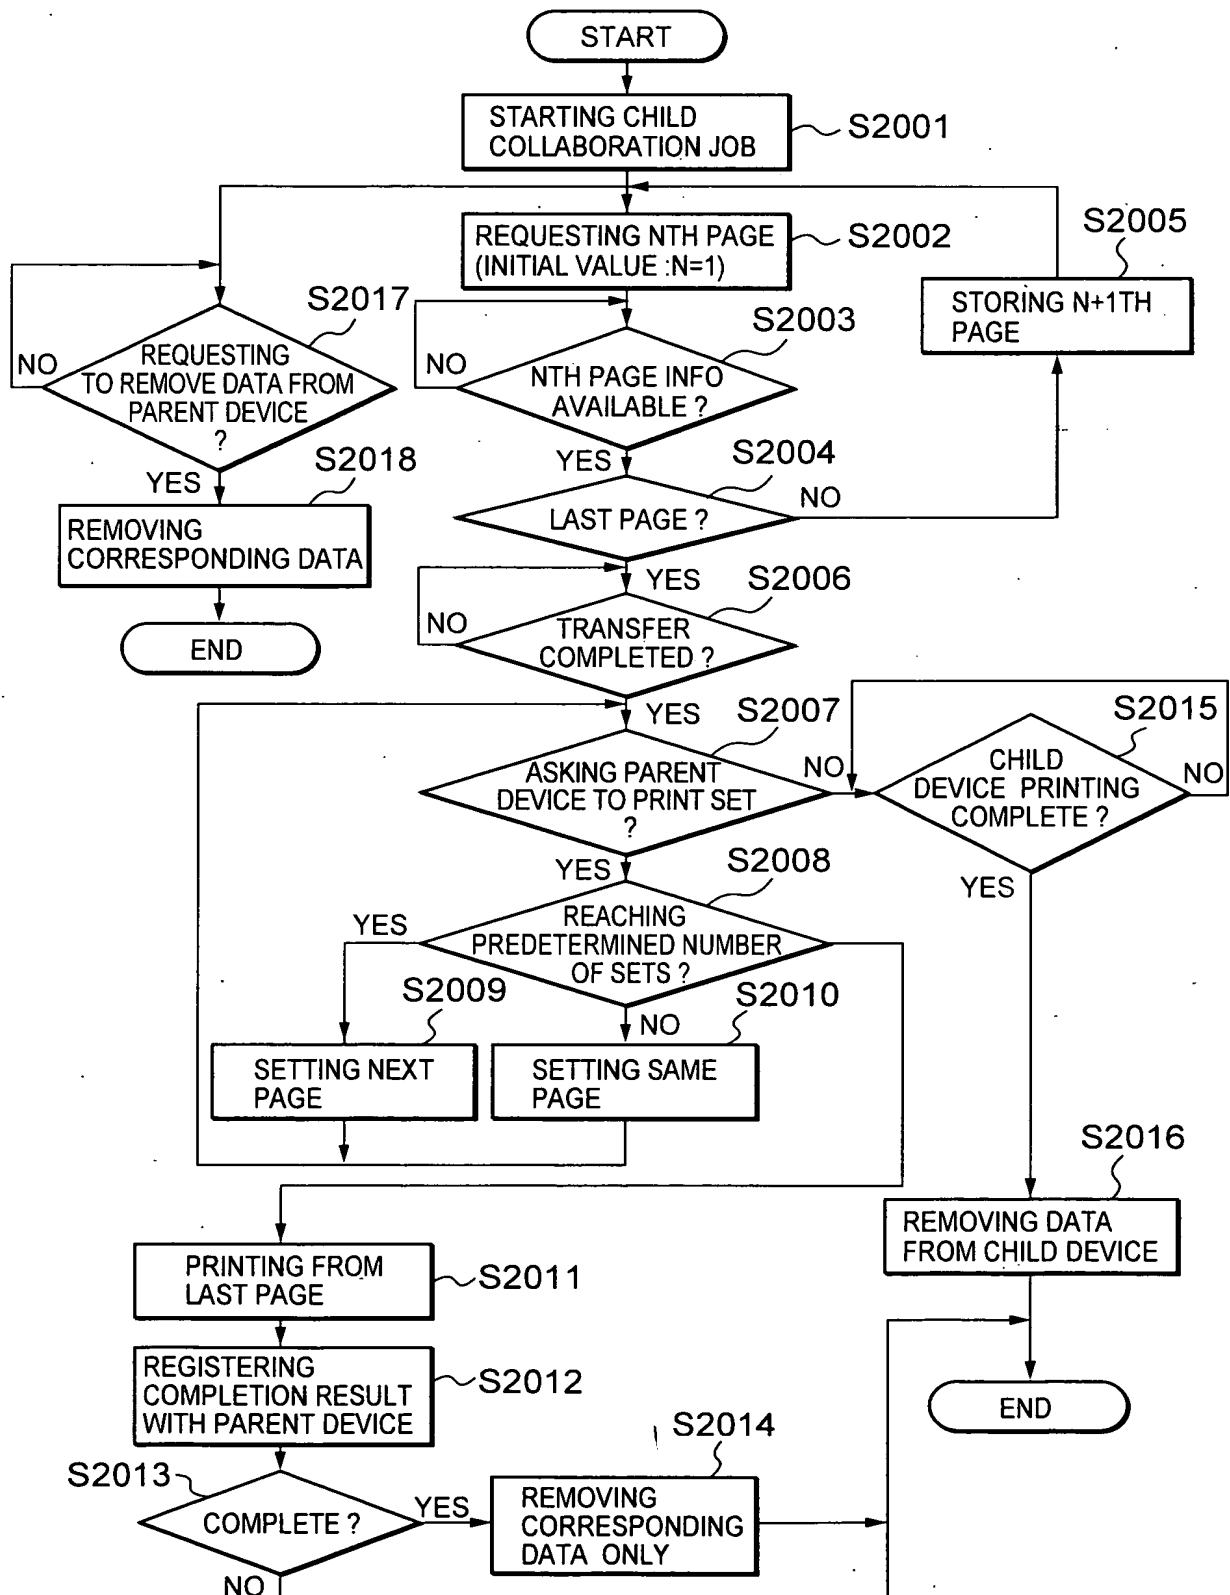 START
STARTING CHILD
COLLABORATION JOB
S2001
REQUESTING NTH PAGE
(INITIAL VALUE :N=1)
S2002
S2005
STORING N+1TH
PAGE
S2017
NO
REQUESTING
TO REMOVE DATA FROM
PARENT DEVICE
?
S2003
NO
NTH PAGE INFO
AVAILABLE ?
YES
S2018
YES
REMOVING
CORRESPONDING DATA
END
S2004
LAST PAGE ?
NO
YES
S2006
NO
TRANSFER
COMPLETED ?
YES
S2007
ASKING PARENT
DEVICE TO PRINT SET
?
NO
S2015
CHILD
DEVICE PRINTING
COMPLETE ?
NO
YES
YES
S2008
REACHING
PREDETERMINED NUMBER
OF SETS ?
YES
S2009
NO
S2010
SETTING NEXT
PAGE
SETTING SAME
PAGE
S2016
REMOVING DATA
FROM CHILD DEVICE
PRINTING FROM
LAST PAGE
S2011
REGISTERING
COMPLETION RESULT
WITH PARENT DEVICE
S2012
END
S2013
COMPLETE ?
YES
S2014
REMOVING
CORRESPONDING
DATA ONLY
NO